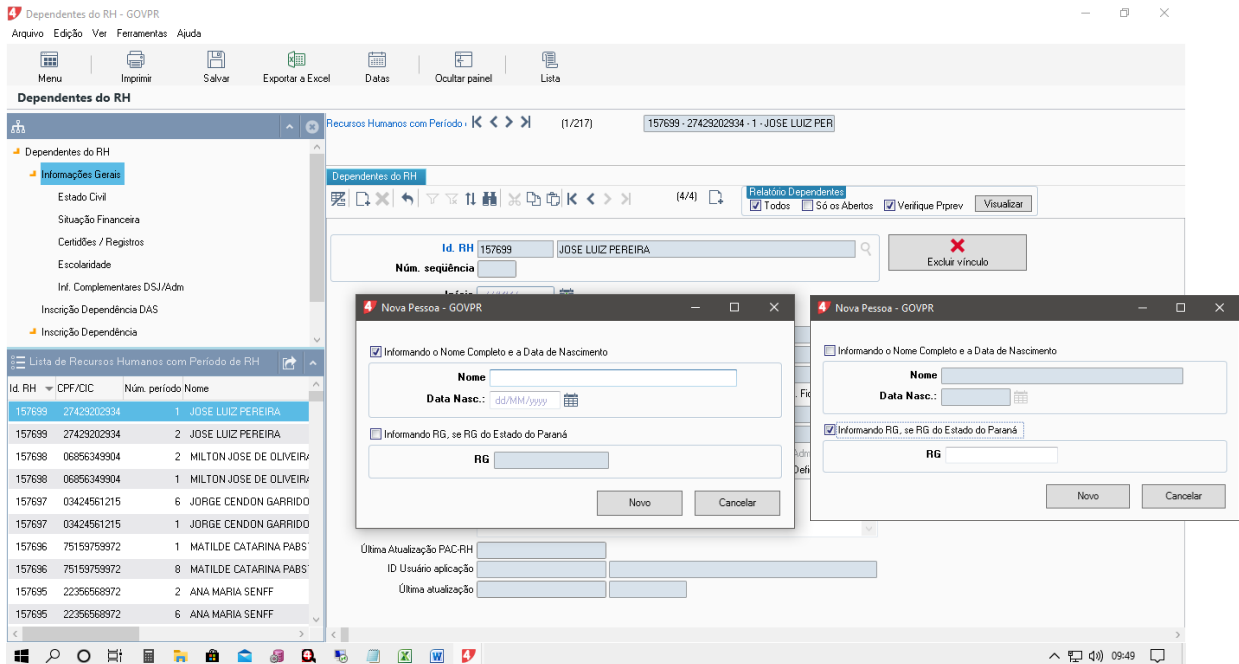 Dependentes do RH - GOVPR
Arquivo Edição Ver Ferramentas Ajuda
Menu Imprimir Salvar Exportar a Excel Datas Ocultar painel Lista
Dependentes do RH
Recursos Humanos com Período (1/217) 157699 - 27429202934 - 1 - JOSE LUIZ PER
Dependentes do RH
Informações Gerais
Estado Civil
Situação Financeira
Certidões / Registros
Escolaridade
Inf. Complementares DSJ/Adm
Inscrição Dependência DAS
Inscrição Dependência
Dependentes do RH
(4/4)
Relatório Dependentes
Todos Só os Abertos Verifique Prprev Visualizar
Id. RH 157699 JOSE LUIZ PEREIRA
Núm. seqüência
Excluir vínculo
Nova Pessoa - GOVPR
Informando o Nome Completo e a Data de Nascimento
Nome
Data Nasc.: dd/MM/yyyy
Informando RG, se RG do Estado do Paraná
RG
Novo Cancelar
Nova Pessoa - GOVPR
Informando o Nome Completo e a Data de Nascimento
Nome
Data Nasc.:
Informando RG, se RG do Estado do Paraná
RG
Novo Cancelar
Lista de Recursos Humanos com Período de RH
Id. RH CPF/CIC Núm. período Nome
157699 27429202934 1 JOSE LUIZ PEREIRA
157699 27429202934 2 JOSE LUIZ PEREIRA
157698 06856349904 2 MILTON JOSE DE OLIVEIRA
157698 06856349904 1 MILTON JOSE DE OLIVEIRA
157697 03424561215 6 JORGE CENDON GARRIDO
157697 03424561215 1 JORGE CENDON GARRIDO
157696 75159759972 1 MATILDE CATARINA PABS
157696 75159759972 8 MATILDE CATARINA PABS
157695 22356568972 2 ANA MARIA SENFF
157695 22356568972 6 ANA MARIA SENFF
Última Atualização PAC-RH
ID Usuário aplicação
Última atualização
09:49